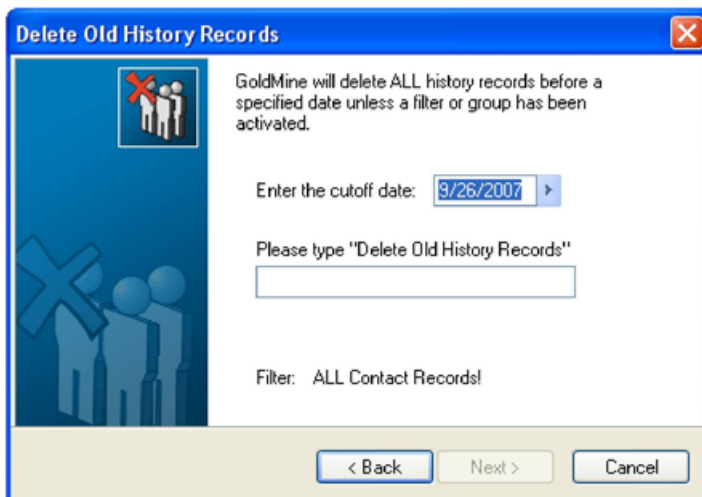 Delete Old History Records
GoldMine will delete ALL history records before a
specified date unless a filter or group has been
activated.
Enter the cutoff date: 9/26/2007
Please type "Delete Old History Records"
Filter: ALL Contact Records!
< Back Next > Cancel